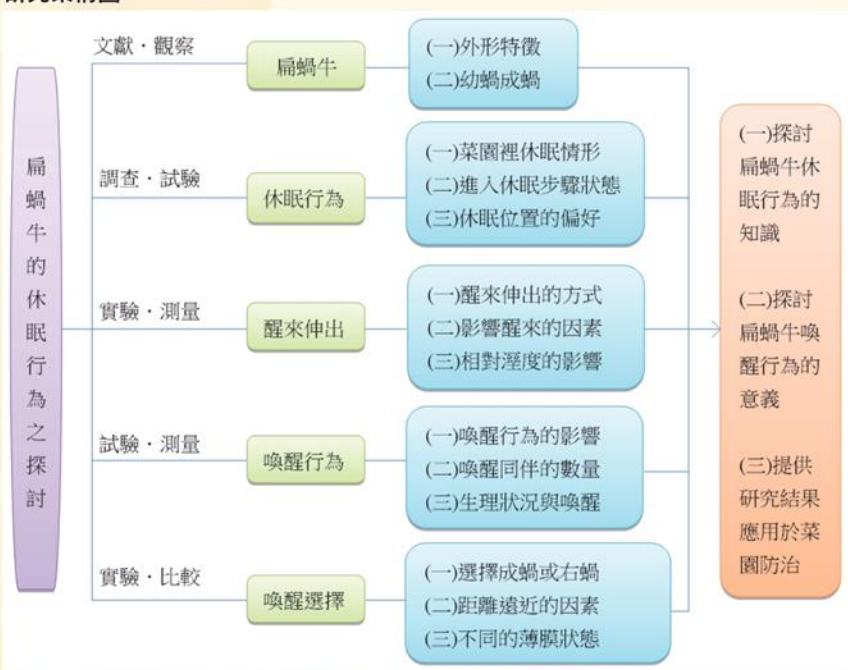 扁蝸牛的休眠行為之探討
文獻・觀察
扁蝸牛
(一)外形特徵
(二)幼蝸成蝸
調查・試驗
休眠行為
(一)菜園裡休眠情形
(二)進入休眠步驟狀態
(三)休眠位置的偏好
實驗・測量
醒來伸出
(一)醒來伸出的方式
(二)影響醒來的因素
(三)相對溼度的影響
試驗・測量
喚醒行為
(一)喚醒行為的影響
(二)喚醒同伴的數量
(三)生理狀況與喚醒
實驗・比較
喚醒選擇
(一)選擇成蝸或右蝸
(二)距離遠近的因素
(三)不同的薄膜狀態
(一)探討
扁蝸牛休
眠行為的
知識
(二)探討
扁蝸牛喚
醒行為的
意義
(三)提供
研究結果
應用於菜
園防治